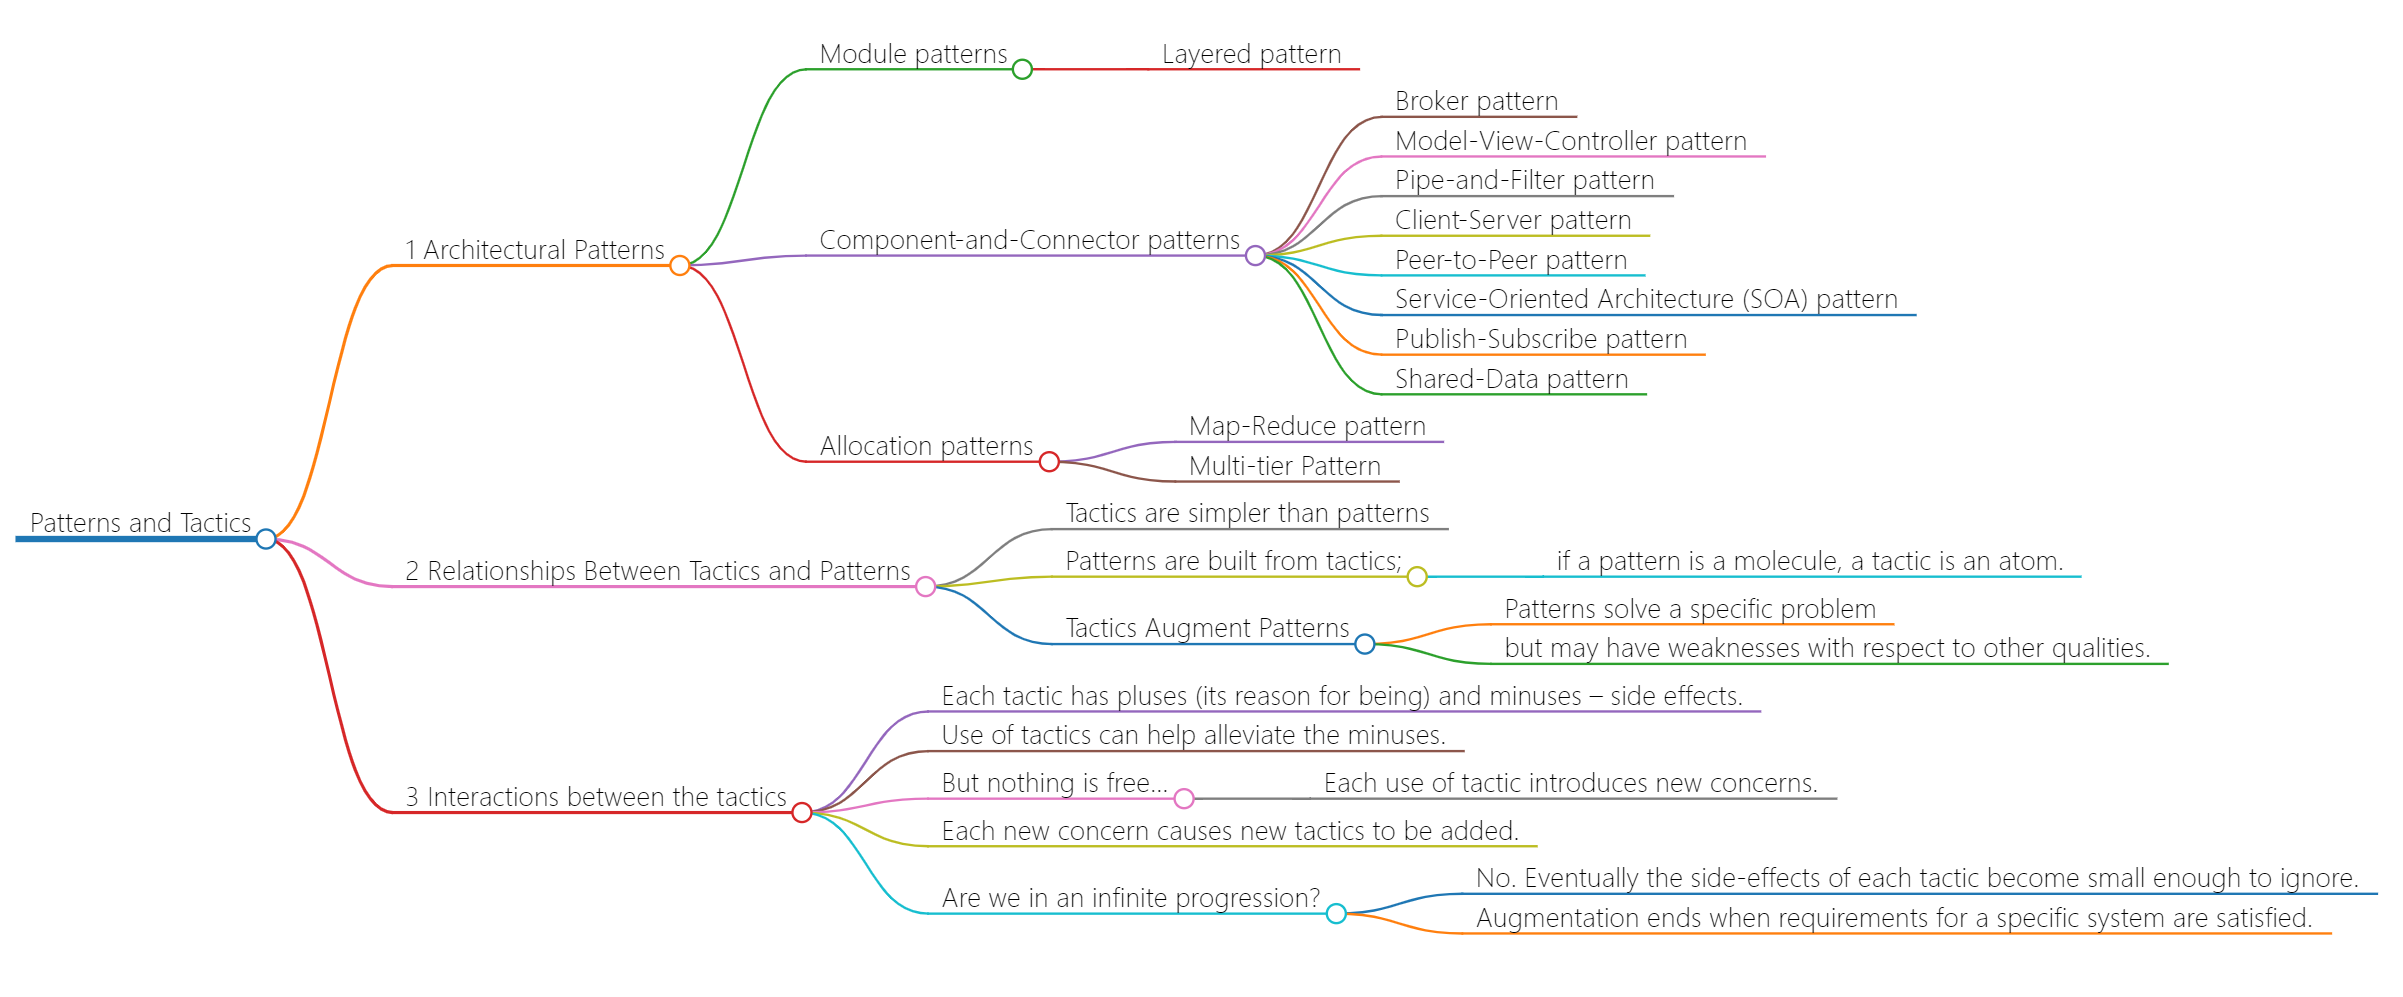 Patterns and Tactics
1 Architectural Patterns
Module patterns
Layered pattern
Component-and-Connector patterns
Broker pattern
Model-View-Controller pattern
Pipe-and-Filter pattern
Client-Server pattern
Peer-to-Peer pattern
Service-Oriented Architecture (SOA) pattern
Publish-Subscribe pattern
Shared-Data pattern
Allocation patterns
Map-Reduce pattern
Multi-tier Pattern
2 Relationships Between Tactics and Patterns
Tactics are simpler than patterns
Patterns are built from tactics;
if a pattern is a molecule, a tactic is an atom.
Tactics Augment Patterns
Patterns solve a specific problem
but may have weaknesses with respect to other qualities.
3 Interactions between the tactics
Each tactic has pluses (its reason for being) and minuses – side effects.
Use of tactics can help alleviate the minuses.
But nothing is free...
Each use of tactic introduces new concerns.
Each new concern causes new tactics to be added.
Are we in an infinite progression?
No. Eventually the side-effects of each tactic become small enough to ignore.
Augmentation ends when requirements for a specific system are satisfied.